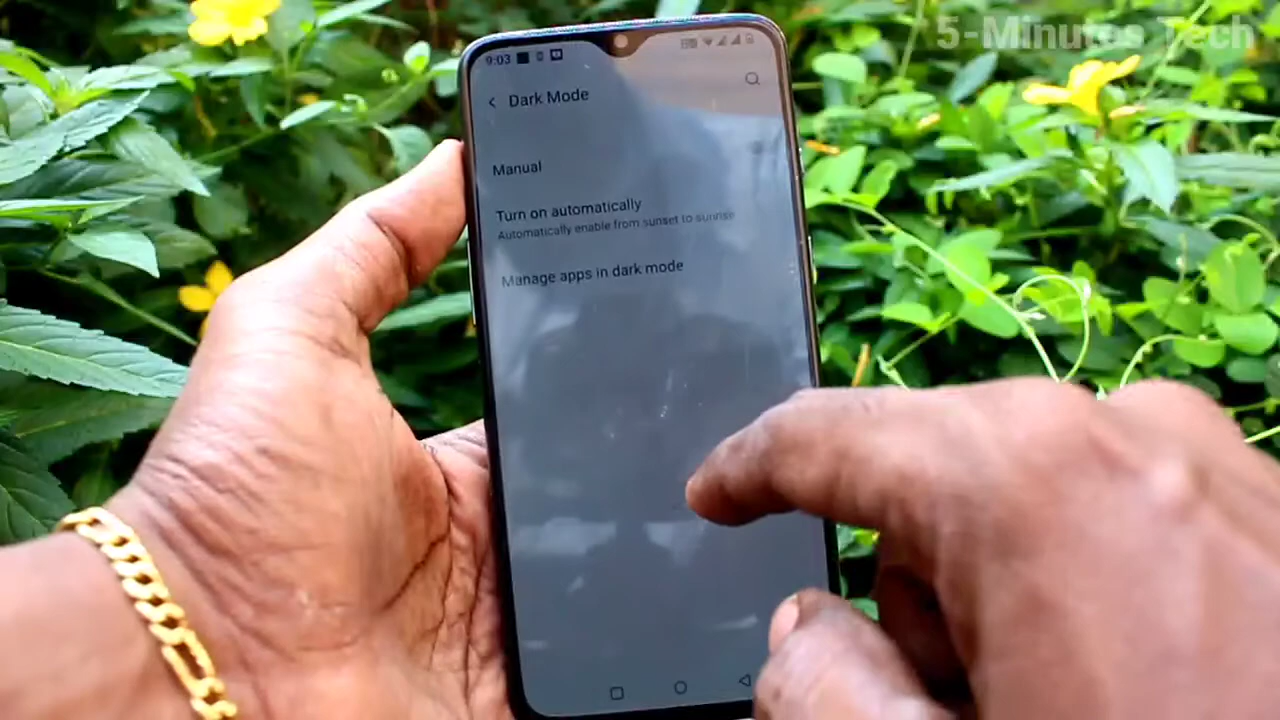 5-Minutes Tech
9:03
Dark Mode
Manual
Turn on automatically
Automatically enable from sunset to sunrise
Manage apps in dark mode